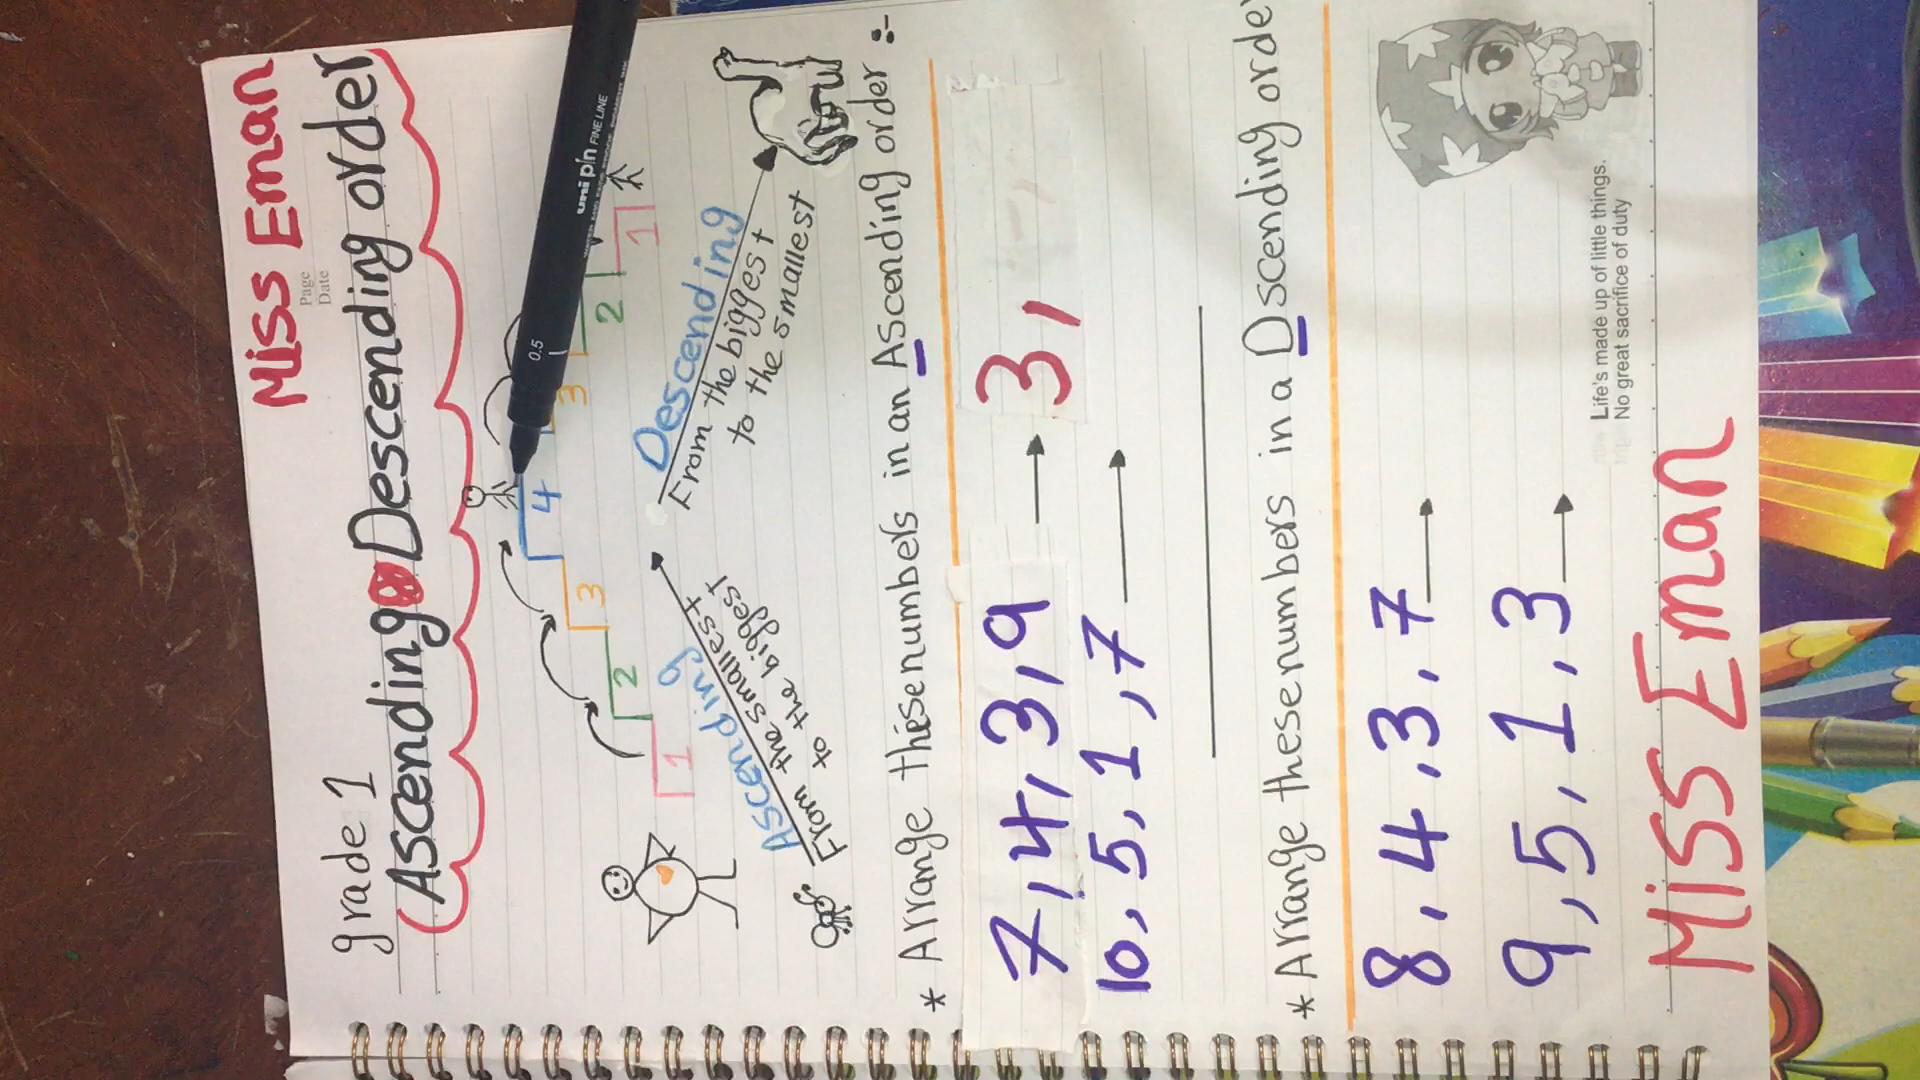 Miss Eman
Page
Date
grade 1
Ascending & Descending order
4
3
3
2
2
1
1
uni pin FINE LINE
0.5
Ascending
From the smallest
to the biggest
Descending
From the biggest
to the smallest
* Arrange these numbers in an Ascending order :-
7,4,3,9 → 3,
10,5,1,7 →
* Arrange these numbers in a Dscending order
8,4,3,7 →
9,5,1,3 →
Life's made up of little things.
No great sacrifice of duty
Miss Eman